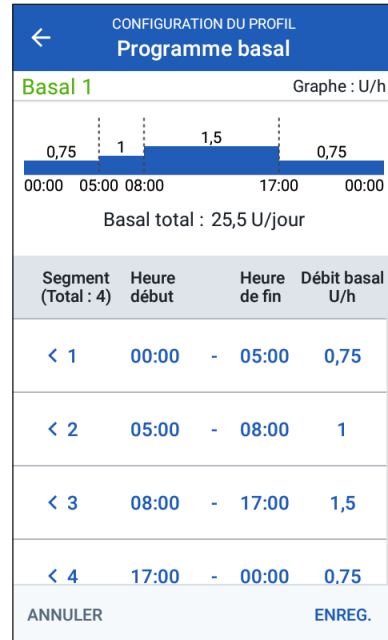 CONFIGURATION DU PROFIL
Programme basal
Basal 1 Graphe : U/h
0,75 1 1,5 0,75
00:00 05:00 08:00 17:00 00:00
Basal total : 25,5 U/jour
Segment Heure Heure Débit basal
(Total : 4) début de fin U/h
< 1 00:00 - 05:00 0,75
< 2 05:00 - 08:00 1
< 3 08:00 - 17:00 1,5
< 4 17:00 - 00:00 0,75
ANNULER ENREG.